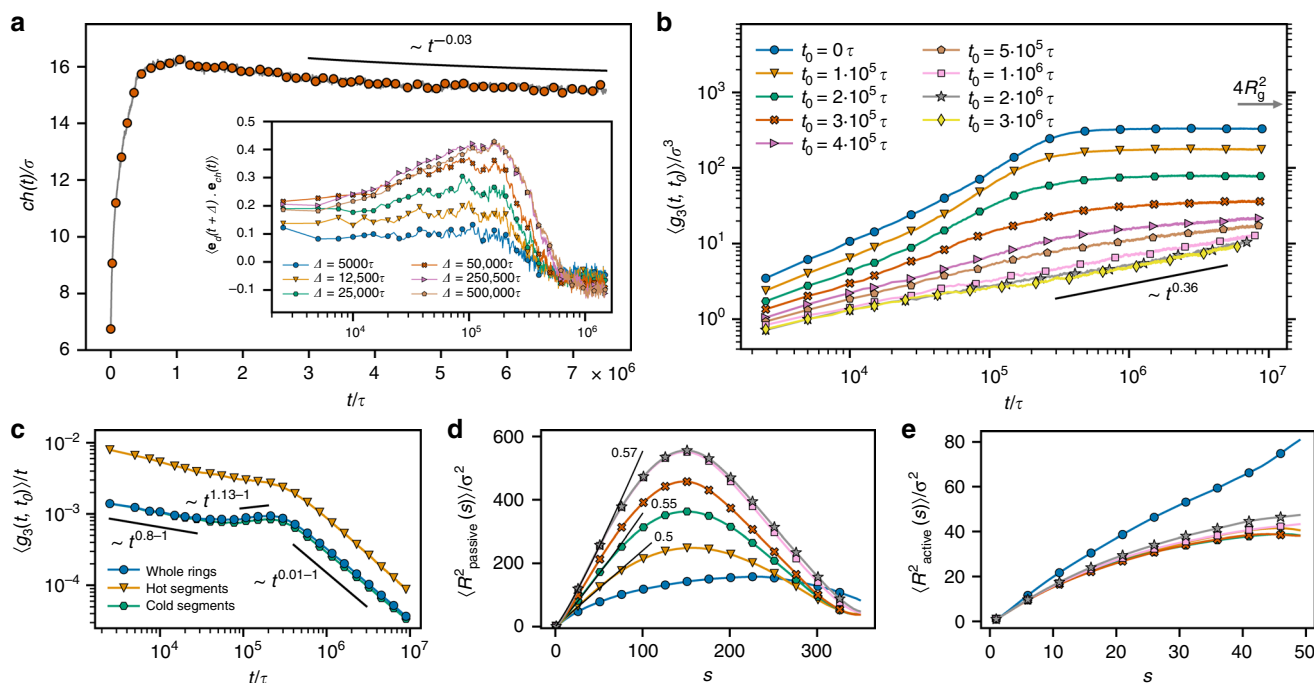 a
ch(t)/σ
16
14
12
10
8
6
~ t^−0.03
0 1 2 3 4 5 6 7 × 10^6
t/τ
⟨e_d(t + Δ) . e_ch(t)⟩
0.5
0.4
0.3
0.2
0.1
0.0
−0.1
Δ = 5000τ
Δ = 12,500τ
Δ = 25,000τ
Δ = 50,000τ
Δ = 250,500τ
Δ = 500,000τ
10^4 10^5 10^6
t/τ
b
⟨g_3(t, t_0)⟩/σ^3
10^3
10^2
10^1
10^0
t_0 = 0 τ
t_0 = 1·10^5 τ
t_0 = 2·10^5 τ
t_0 = 3·10^5 τ
t_0 = 4·10^5 τ
t_0 = 5·10^5 τ
t_0 = 1·10^6 τ
t_0 = 2·10^6 τ
t_0 = 3·10^6 τ
4R_g^2
~ t^0.36
10^4 10^5 10^6 10^7
t/τ
c
⟨g_3(t, t_0)⟩/t
10^−2
10^−3
10^−4
~ t^1.13−1
~ t^0.8−1
~ t^0.01−1
Whole rings
Hot segments
Cold segments
10^3 10^4 10^5 10^6 10^7
t/τ
d
⟨R^2_passive (s)⟩/σ^2
600
400
200
0
0.57
0.55
0.5
0 100 200 300
s
e
⟨R^2_active (s)⟩/σ^2
80
60
40
20
0
0 10 20 30 40 50
s